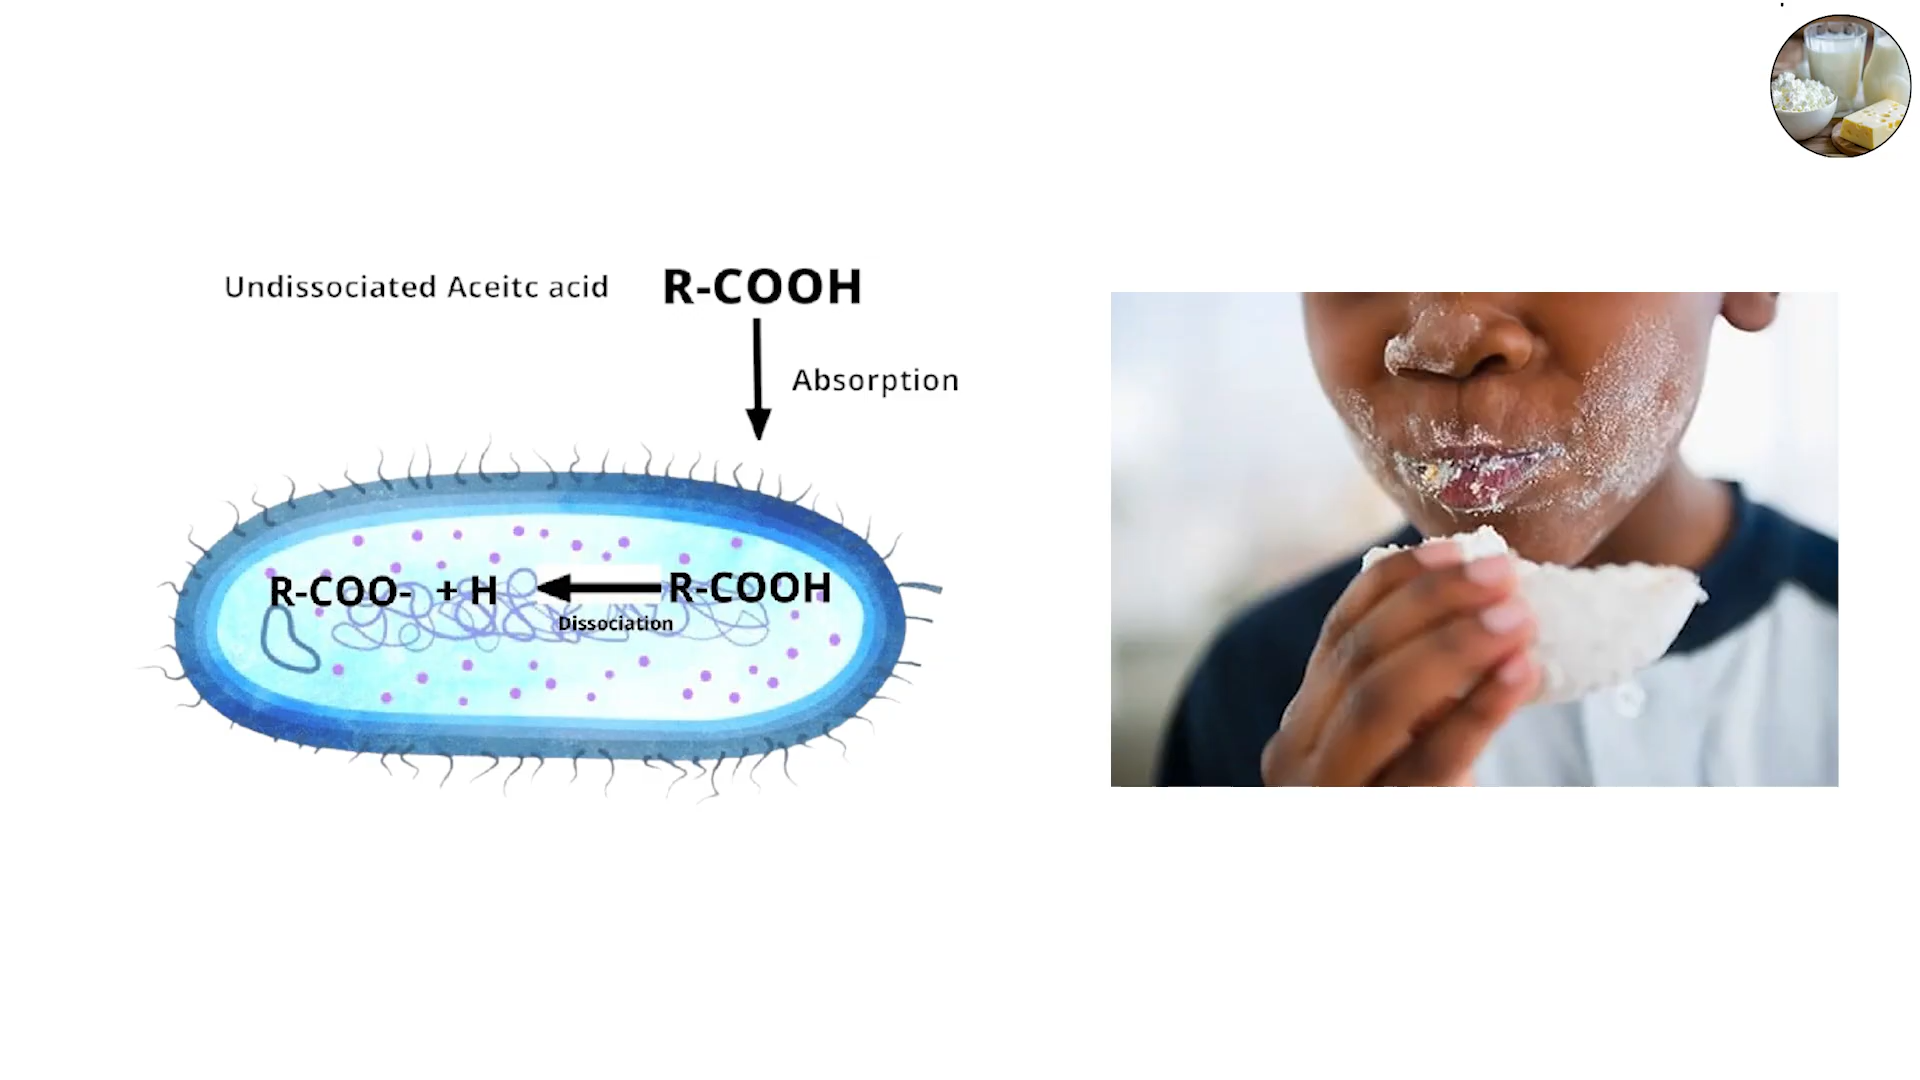 Undissociated Aceitc acid R-COOH
Absorption
R-COO- + H R-COOH
Dissociation